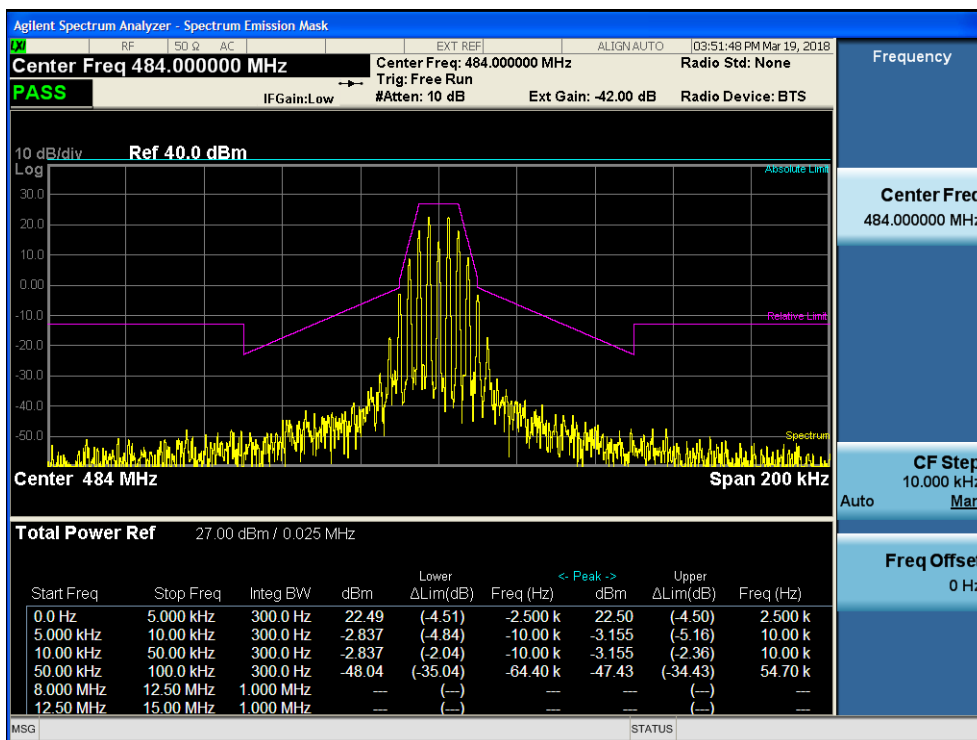 Agilent Spectrum Analyzer - Spectrum Emission Mask
LXI RF 50 Ω AC EXT REF ALIGN AUTO 03:51:48 PM Mar 19, 2018
Center Freq 484.000000 MHz
Center Freq: 484.000000 MHz
Radio Std: None
Trig: Free Run
PASS
IFGain:Low
#Atten: 10 dB
Ext Gain: -42.00 dB
Radio Device: BTS
10 dB/div Ref 40.0 dBm
Log
Absolute Limit
30.0
20.0
10.0
0.00
-10.0
Relative Limit
-20.0
-30.0
-40.0
-50.0
Spectrum
Center 484 MHz
Span 200 kHz
Total Power Ref 27.00 dBm / 0.025 MHz
Lower <- Peak -> Upper
Start Freq Stop Freq Integ BW dBm ΔLim(dB) Freq (Hz) dBm ΔLim(dB) Freq (Hz)
0.0 Hz 5.000 kHz 300.0 Hz 22.49 (-4.51) -2.500 k 22.50 (-4.50) 2.500 k
5.000 kHz 10.00 kHz 300.0 Hz -2.837 (-4.84) -10.00 k -3.155 (-5.16) 10.00 k
10.00 kHz 50.00 kHz 300.0 Hz -2.837 (-2.04) -10.00 k -3.155 (-2.36) 10.00 k
50.00 kHz 100.0 kHz 300.0 Hz -48.04 (-35.04) -64.40 k -47.43 (-34.43) 54.70 k
8.000 MHz 12.50 MHz 1.000 MHz --- (---) --- --- (---) ---
12.50 MHz 15.00 MHz 1.000 MHz --- (---) --- --- (---) ---
MSG
STATUS
Frequency
Center Freq
484.000000 MHz
CF Step
10.000 kHz
Auto Man
Freq Offset
0 Hz